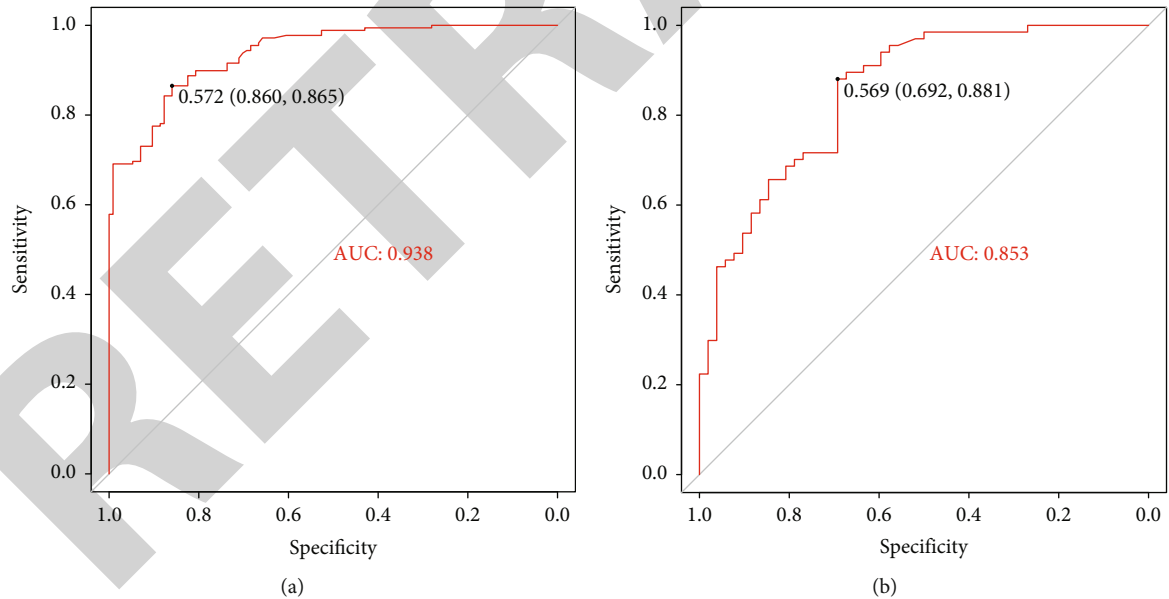 RETRA
1.0
0.8
0.6
0.4
0.2
0.0
Sensitivity
0.572 (0.860, 0.865)
AUC: 0.938
1.0 0.8 0.6 0.4 0.2 0.0
Specificity
(a)
1.0
0.8
0.6
0.4
0.2
0.0
Sensitivity
0.569 (0.692, 0.881)
AUC: 0.853
1.0 0.8 0.6 0.4 0.2 0.0
Specificity
(b)